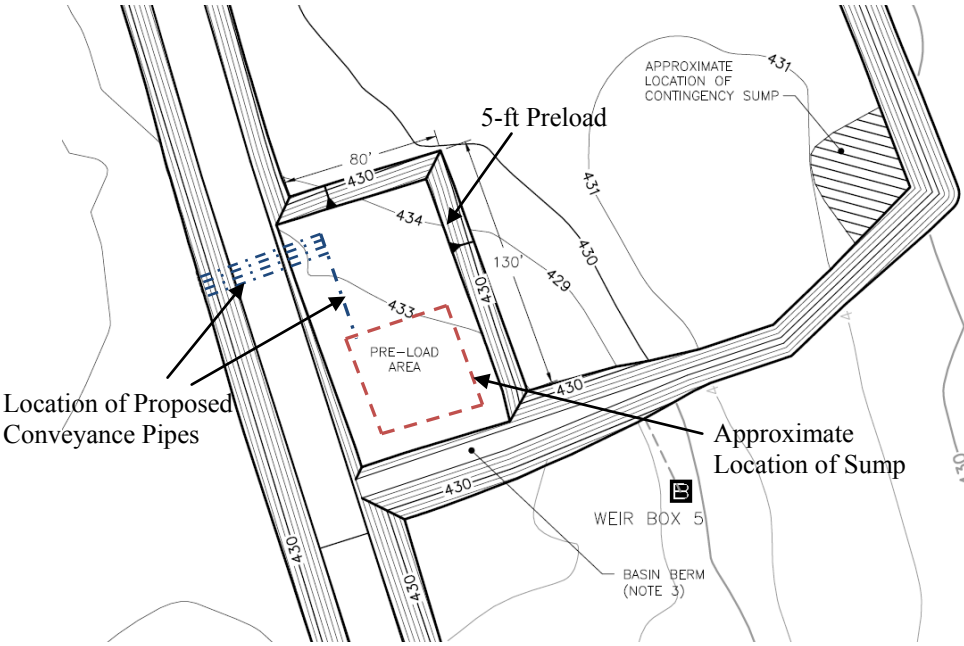 431
APPROXIMATE
LOCATION OF
CONTINGENCY SUMP
5-ft Preload
80'
430
431
434
430
130'
429
430
433
PRE-LOAD
AREA
430
Location of Proposed
Conveyance Pipes
Approximate
Location of Sump
430
430
WEIR BOX 5
B
430
430
BASIN BERM
(NOTE 3)